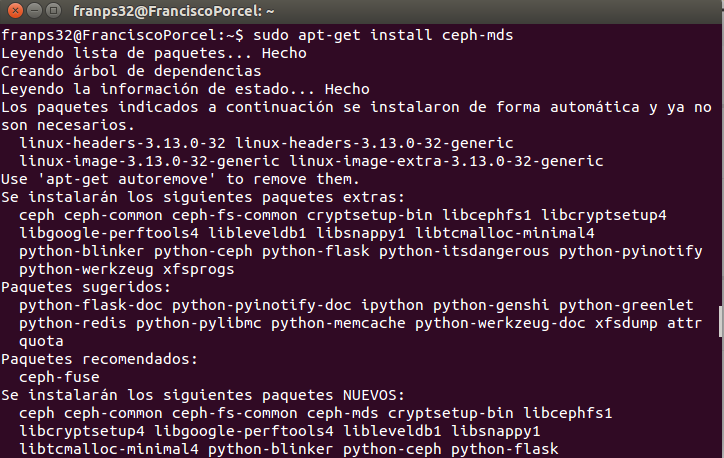 franps32@FranciscoPorcel: ~
franps32@FranciscoPorcel:~$ sudo apt-get install ceph-mds
Leyendo lista de paquetes... Hecho
Creando árbol de dependencias
Leyendo la información de estado... Hecho
Los paquetes indicados a continuación se instalaron de forma automática y ya no
son necesarios.
linux-headers-3.13.0-32 linux-headers-3.13.0-32-generic
linux-image-3.13.0-32-generic linux-image-extra-3.13.0-32-generic
Use 'apt-get autoremove' to remove them.
Se instalarán los siguientes paquetes extras:
ceph ceph-common ceph-fs-common cryptsetup-bin libcephfs1 libcryptsetup4
libgoogle-perftools4 libleveldb1 libsnappy1 libtcmalloc-minimal4
python-blinker python-ceph python-flask python-itsdangerous python-pyinotify
python-werkzeug xfsprogs
Paquetes sugeridos:
python-flask-doc python-pyinotify-doc ipython python-genshi python-greenlet
python-redis python-pylibmc python-memcache python-werkzeug-doc xfsdump attr
quota
Paquetes recomendados:
ceph-fuse
Se instalarán los siguientes paquetes NUEVOS:
ceph ceph-common ceph-fs-common ceph-mds cryptsetup-bin libcephfs1
libcryptsetup4 libgoogle-perftools4 libleveldb1 libsnappy1
libtcmalloc-minimal4 python-blinker python-ceph python-flask